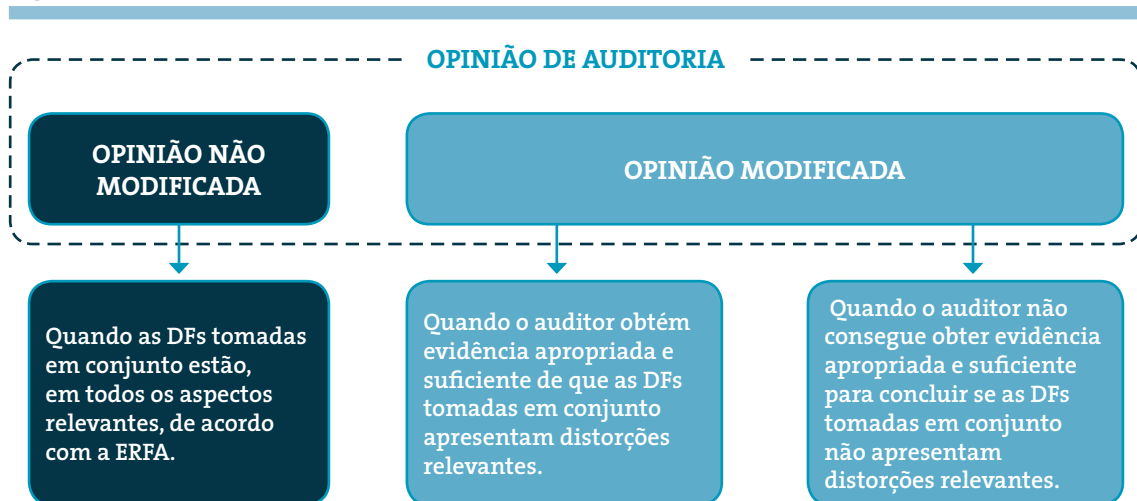 OPINIÃO DE AUDITORIA
OPINIÃO NÃO
MODIFICADA
OPINIÃO MODIFICADA
Quando as DFs tomadas
em conjunto estão,
em todos os aspectos
relevantes, de acordo
com a ERFA.
Quando o auditor obtém
evidência apropriada e
suficiente de que as DFs
tomadas em conjunto
apresentam distorções
relevantes.
Quando o auditor não
consegue obter evidência
apropriada e suficiente
para concluir se as DFs
tomadas em conjunto
não apresentam
distorções relevantes.